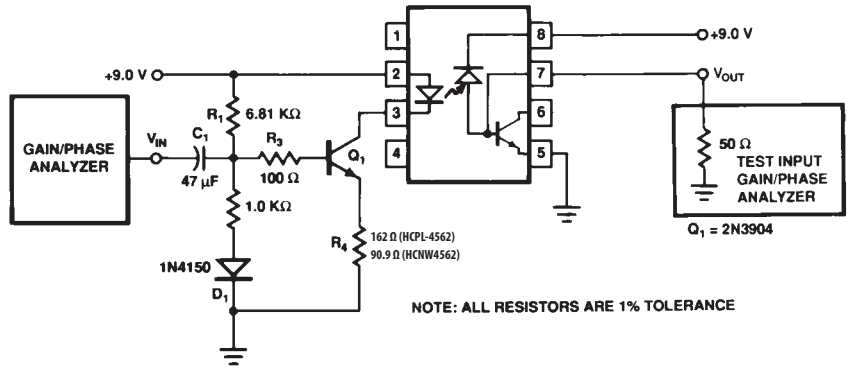 1
8
+9.0 V
+9.0 V
2
7
V_OUT
R1
6.81 KΩ
3
6
GAIN/PHASE
ANALYZER
V_IN
C1
R3
Q1
4
5
50 Ω
TEST INPUT
GAIN/PHASE
ANALYZER
47 µF
100 Ω
1.0 KΩ
R4
162 Ω (HCPL-4562)
90.9 Ω (HCNW4562)
Q1 = 2N3904
1N4150
D1
NOTE: ALL RESISTORS ARE 1% TOLERANCE